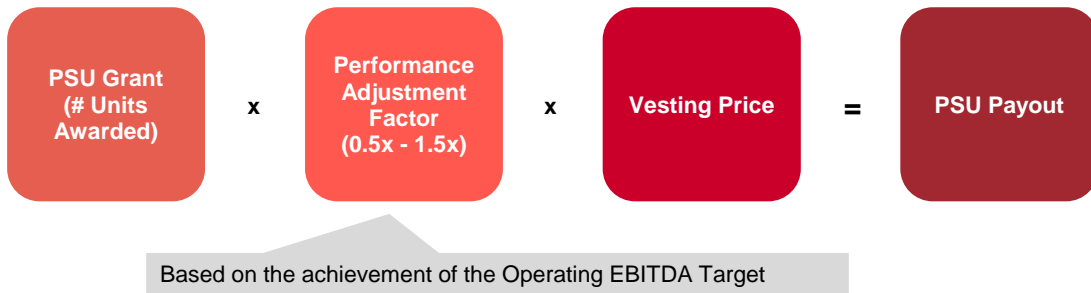 PSU Grant
(# Units
Awarded)
x
Performance
Adjustment
Factor
(0.5x - 1.5x)
x
Vesting Price
=
PSU Payout
Based on the achievement of the Operating EBITDA Target